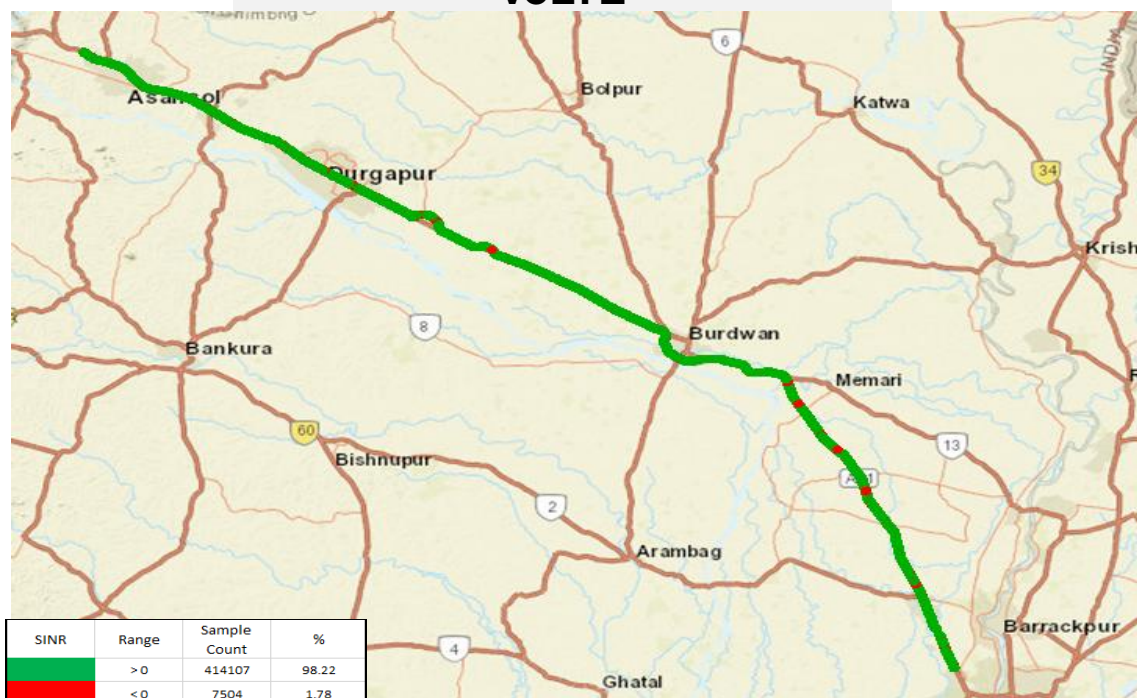 6
INDIA
Bolpur
Asansol
Katwa
34
Durgapur
Krish
8
Burdwan
Bankura
Memari
60
13
Bishnupur
2
Arambag
Barrackpur
4
Ghatal
SINR Range Sample Count %
> 0 414107 98.22
< 0 7504 1.78